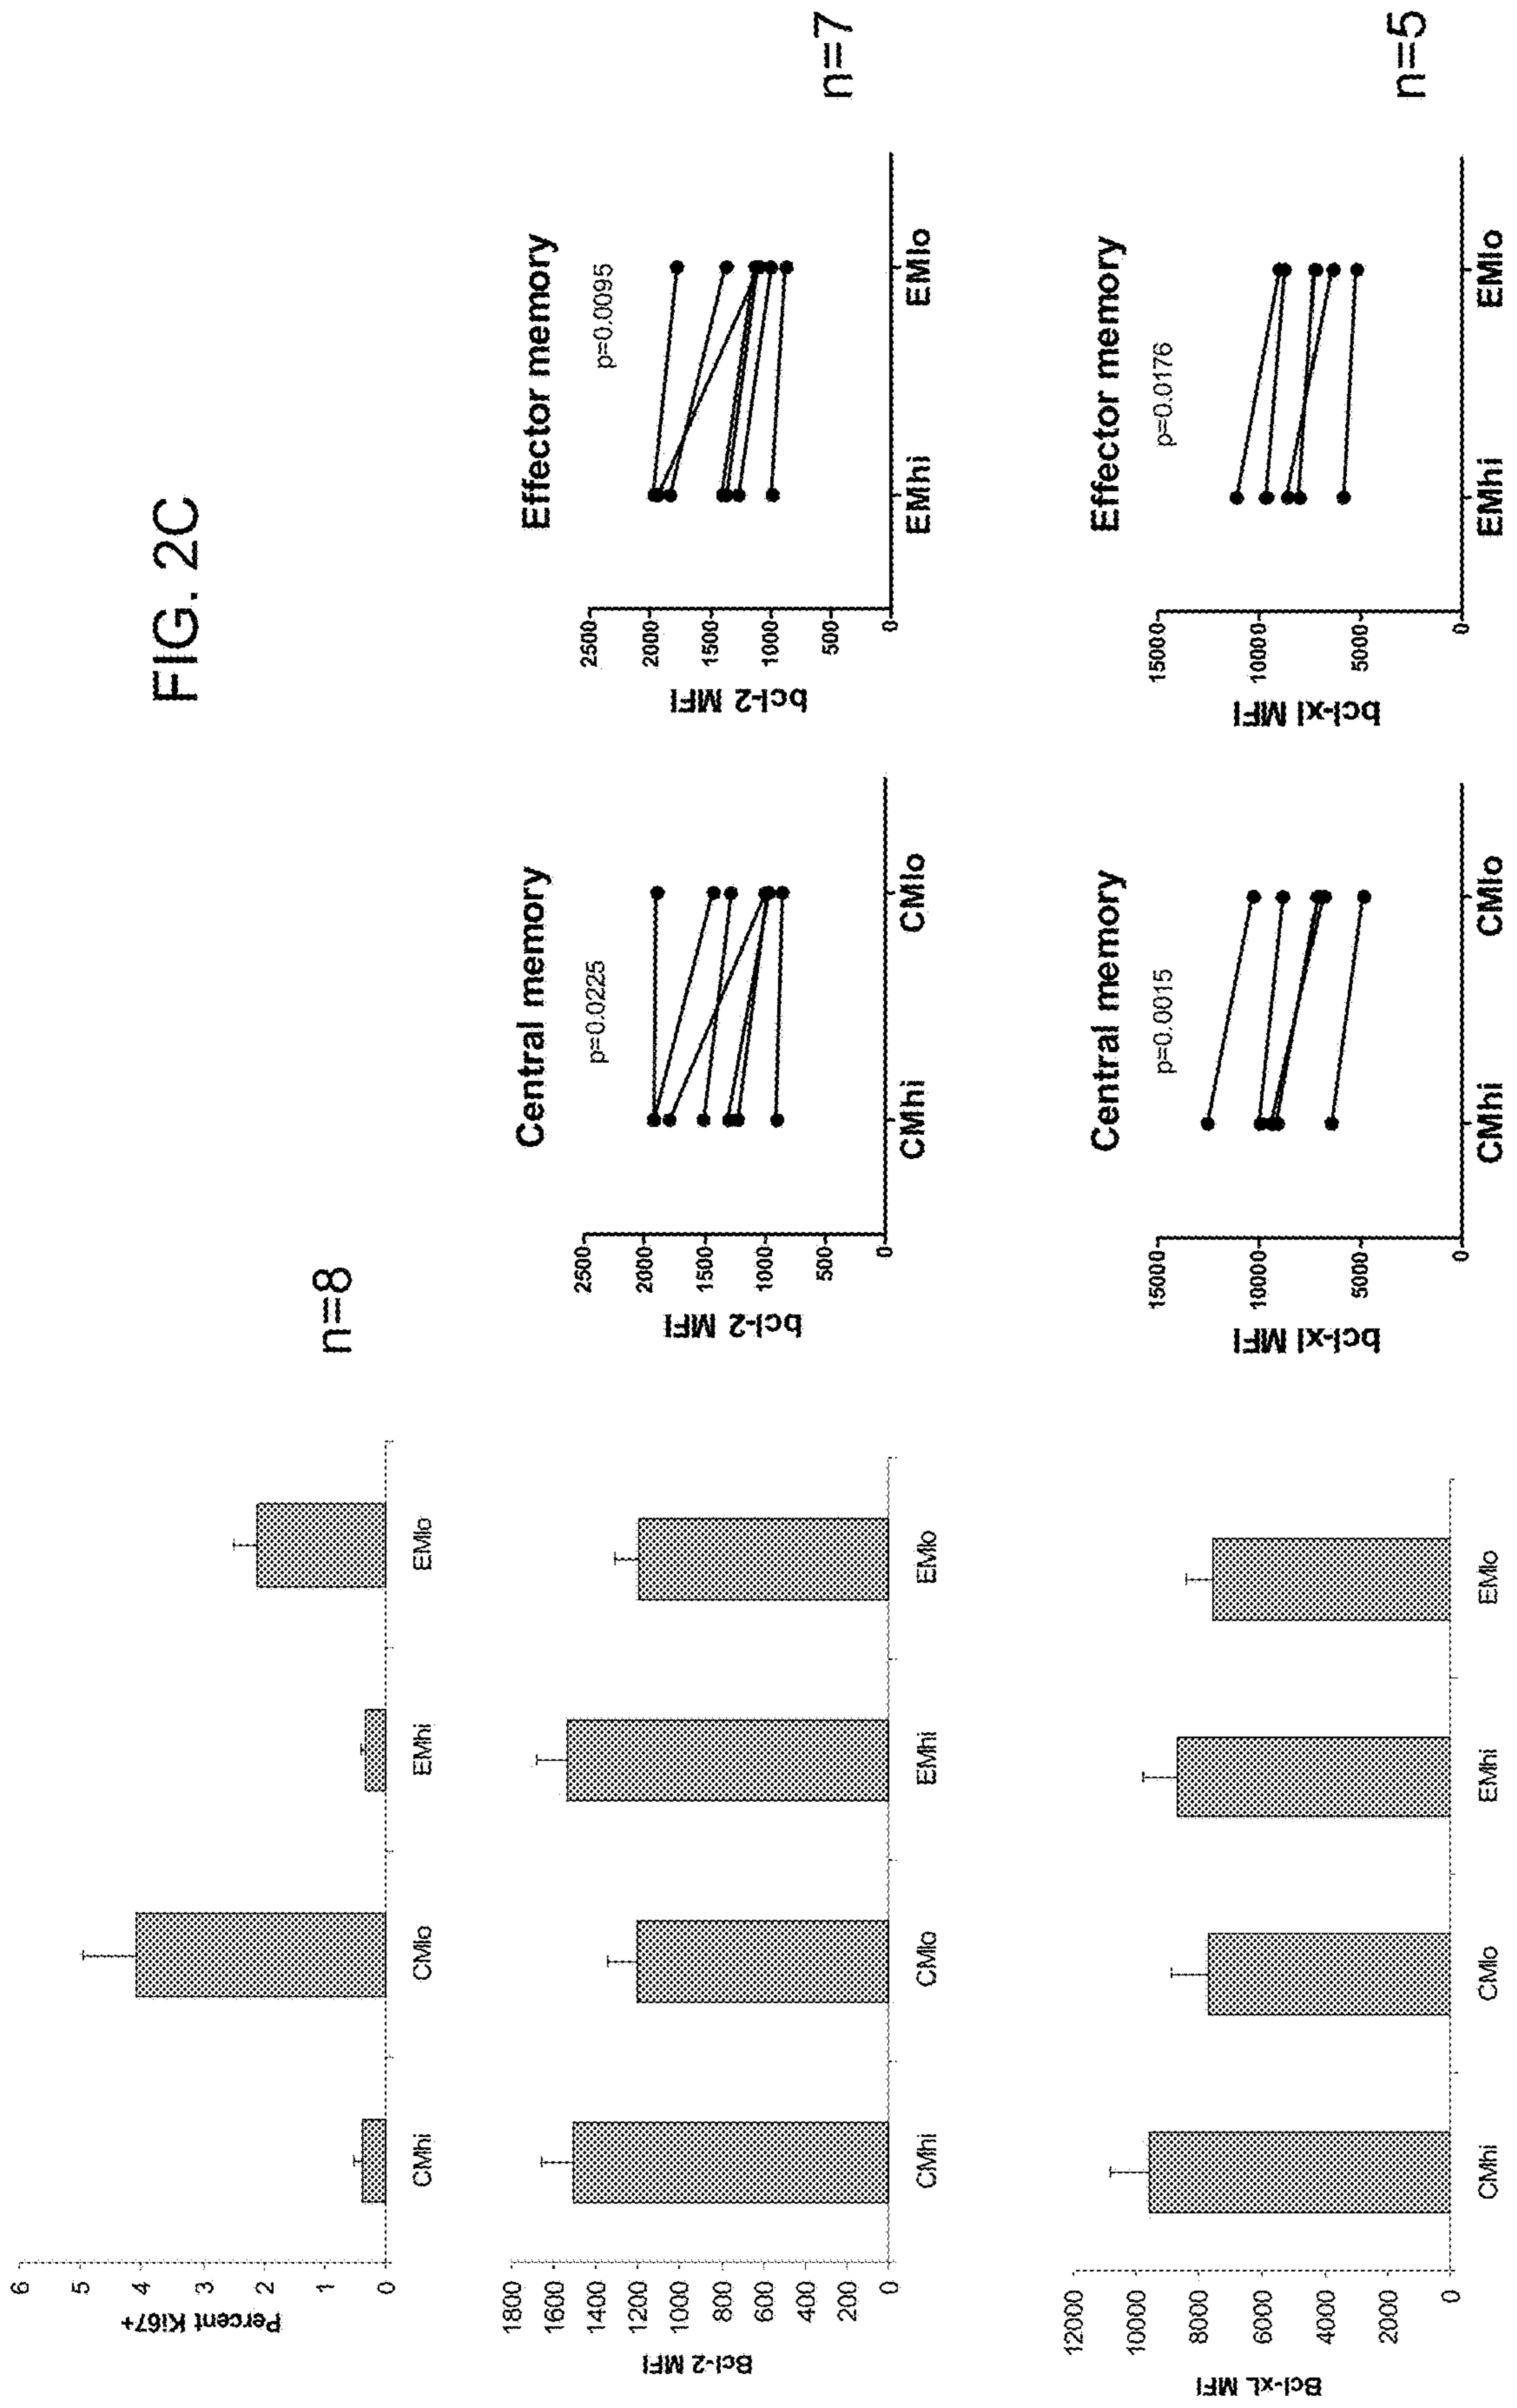 FIG. 2C
Percent Ki67+
6
5
4
3
2
1
0
CMhi
CMlo
EMhi
EMlo
n=8
Bcl-2 MFI
1800
1600
1400
1200
1000
800
600
400
200
0
CMhi
CMlo
EMhi
EMlo
Central memory
p=0.0225
bcl-2 MFI
2500
2000
1500
1000
500
0
CMhi
CMlo
Effector memory
p=0.0095
bcl-2 MFI
2500
2000
1500
1000
500
0
EMhi
EMlo
n=7
Bcl-xL MFI
12000
10000
8000
6000
4000
2000
0
CMhi
CMlo
EMhi
EMlo
Central memory
p=0.0015
bcl-xl MFI
15000
10000
5000
0
CMhi
CMlo
Effector memory
p=0.0176
bcl-xl MFI
15000
10000
5000
0
EMhi
EMlo
n=5